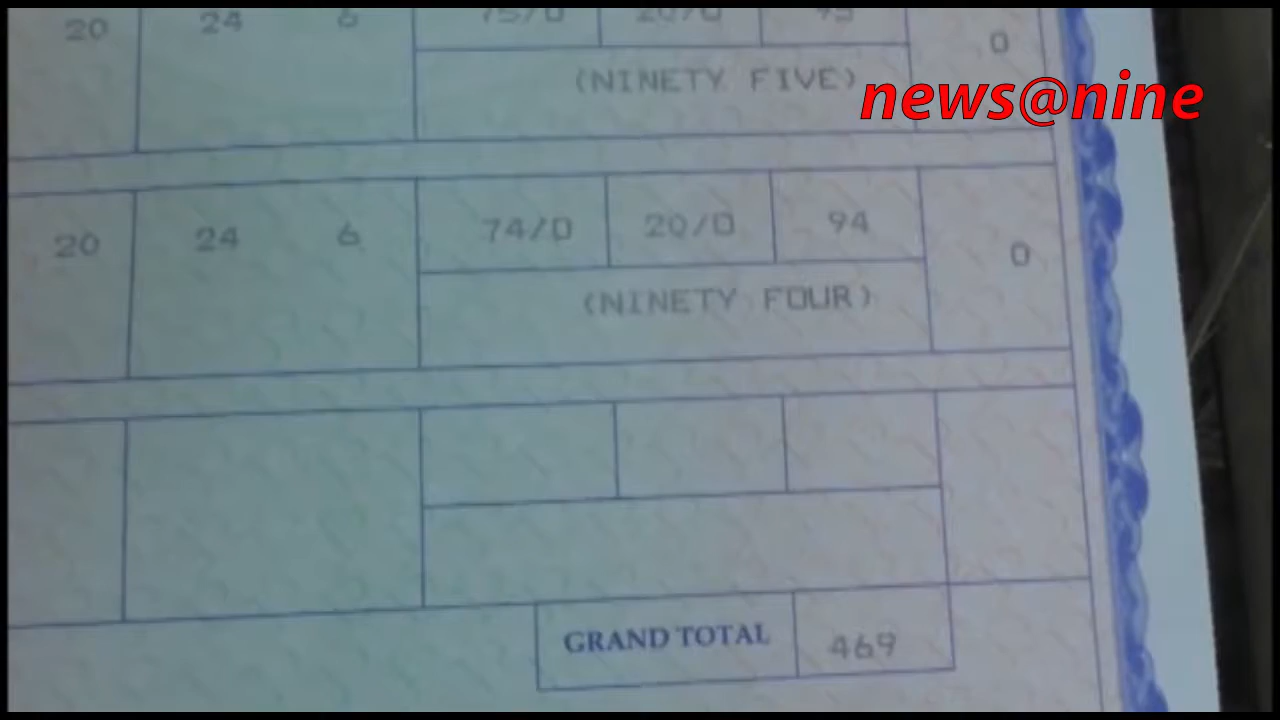 20 24 6 75/0 20/0 95 0
(NINETY FIVE)
news@nine
20 24 6 74/0 20/0 94 0
(NINETY FOUR)
GRAND TOTAL 469